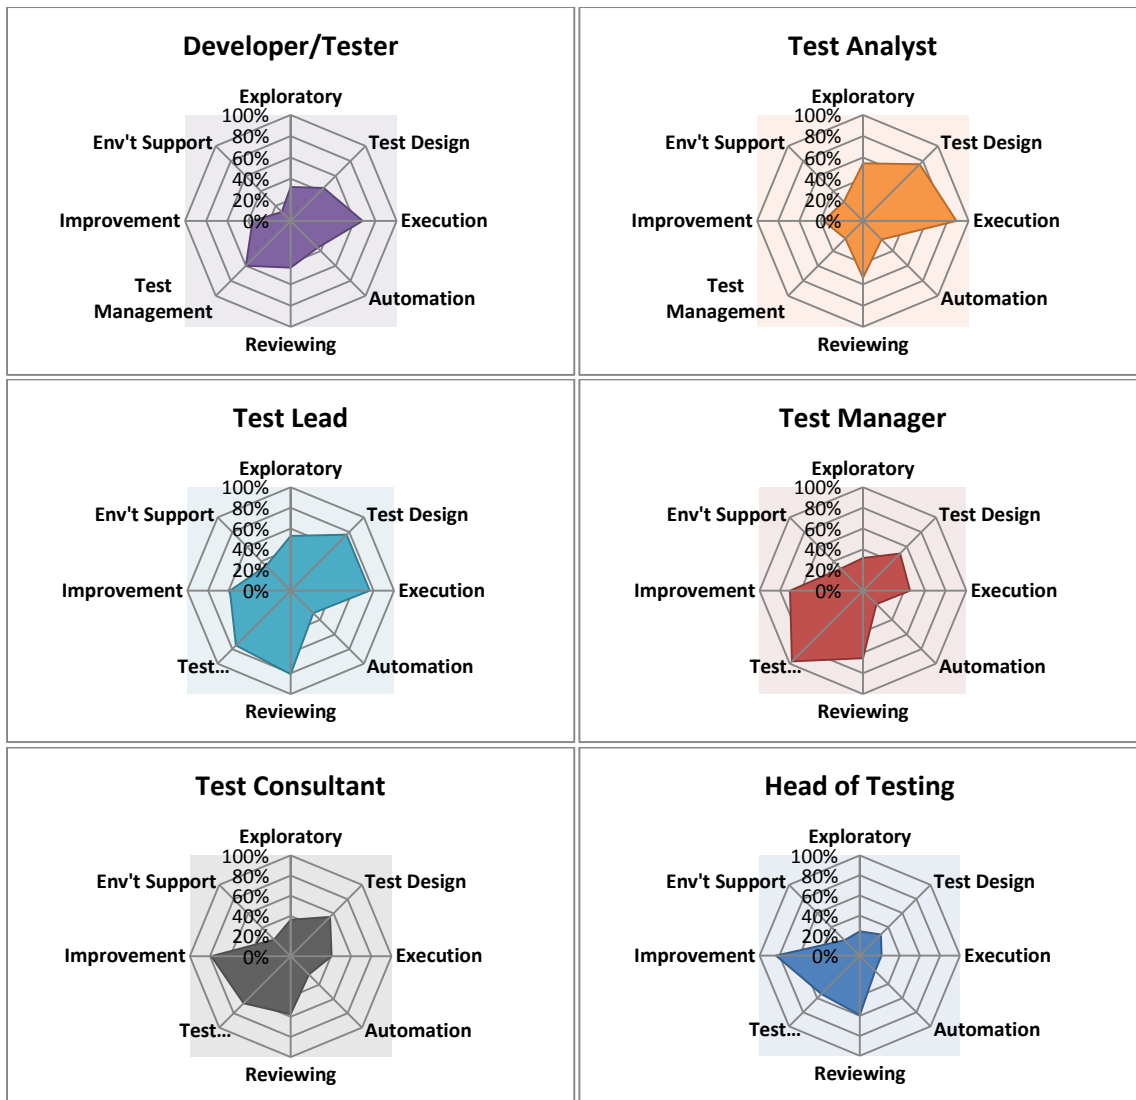 Developer/Tester
Exploratory
100%
80%
60%
40%
20%
0%
Test Design
Execution
Automation
Reviewing
Test
Management
Improvement
Env't Support
Test Analyst
Exploratory
100%
80%
60%
40%
20%
0%
Test Design
Execution
Automation
Reviewing
Test
Management
Improvement
Env't Support
Test Lead
Exploratory
100%
80%
60%
40%
20%
0%
Test Design
Execution
Automation
Reviewing
Test...
Improvement
Env't Support
Test Manager
Exploratory
100%
80%
60%
40%
20%
0%
Test Design
Execution
Automation
Reviewing
Test...
Improvement
Env't Support
Test Consultant
Exploratory
100%
80%
60%
40%
20%
0%
Test Design
Execution
Automation
Reviewing
Test...
Improvement
Env't Support
Head of Testing
Exploratory
100%
80%
60%
40%
20%
0%
Test Design
Execution
Automation
Reviewing
Test...
Improvement
Env't Support